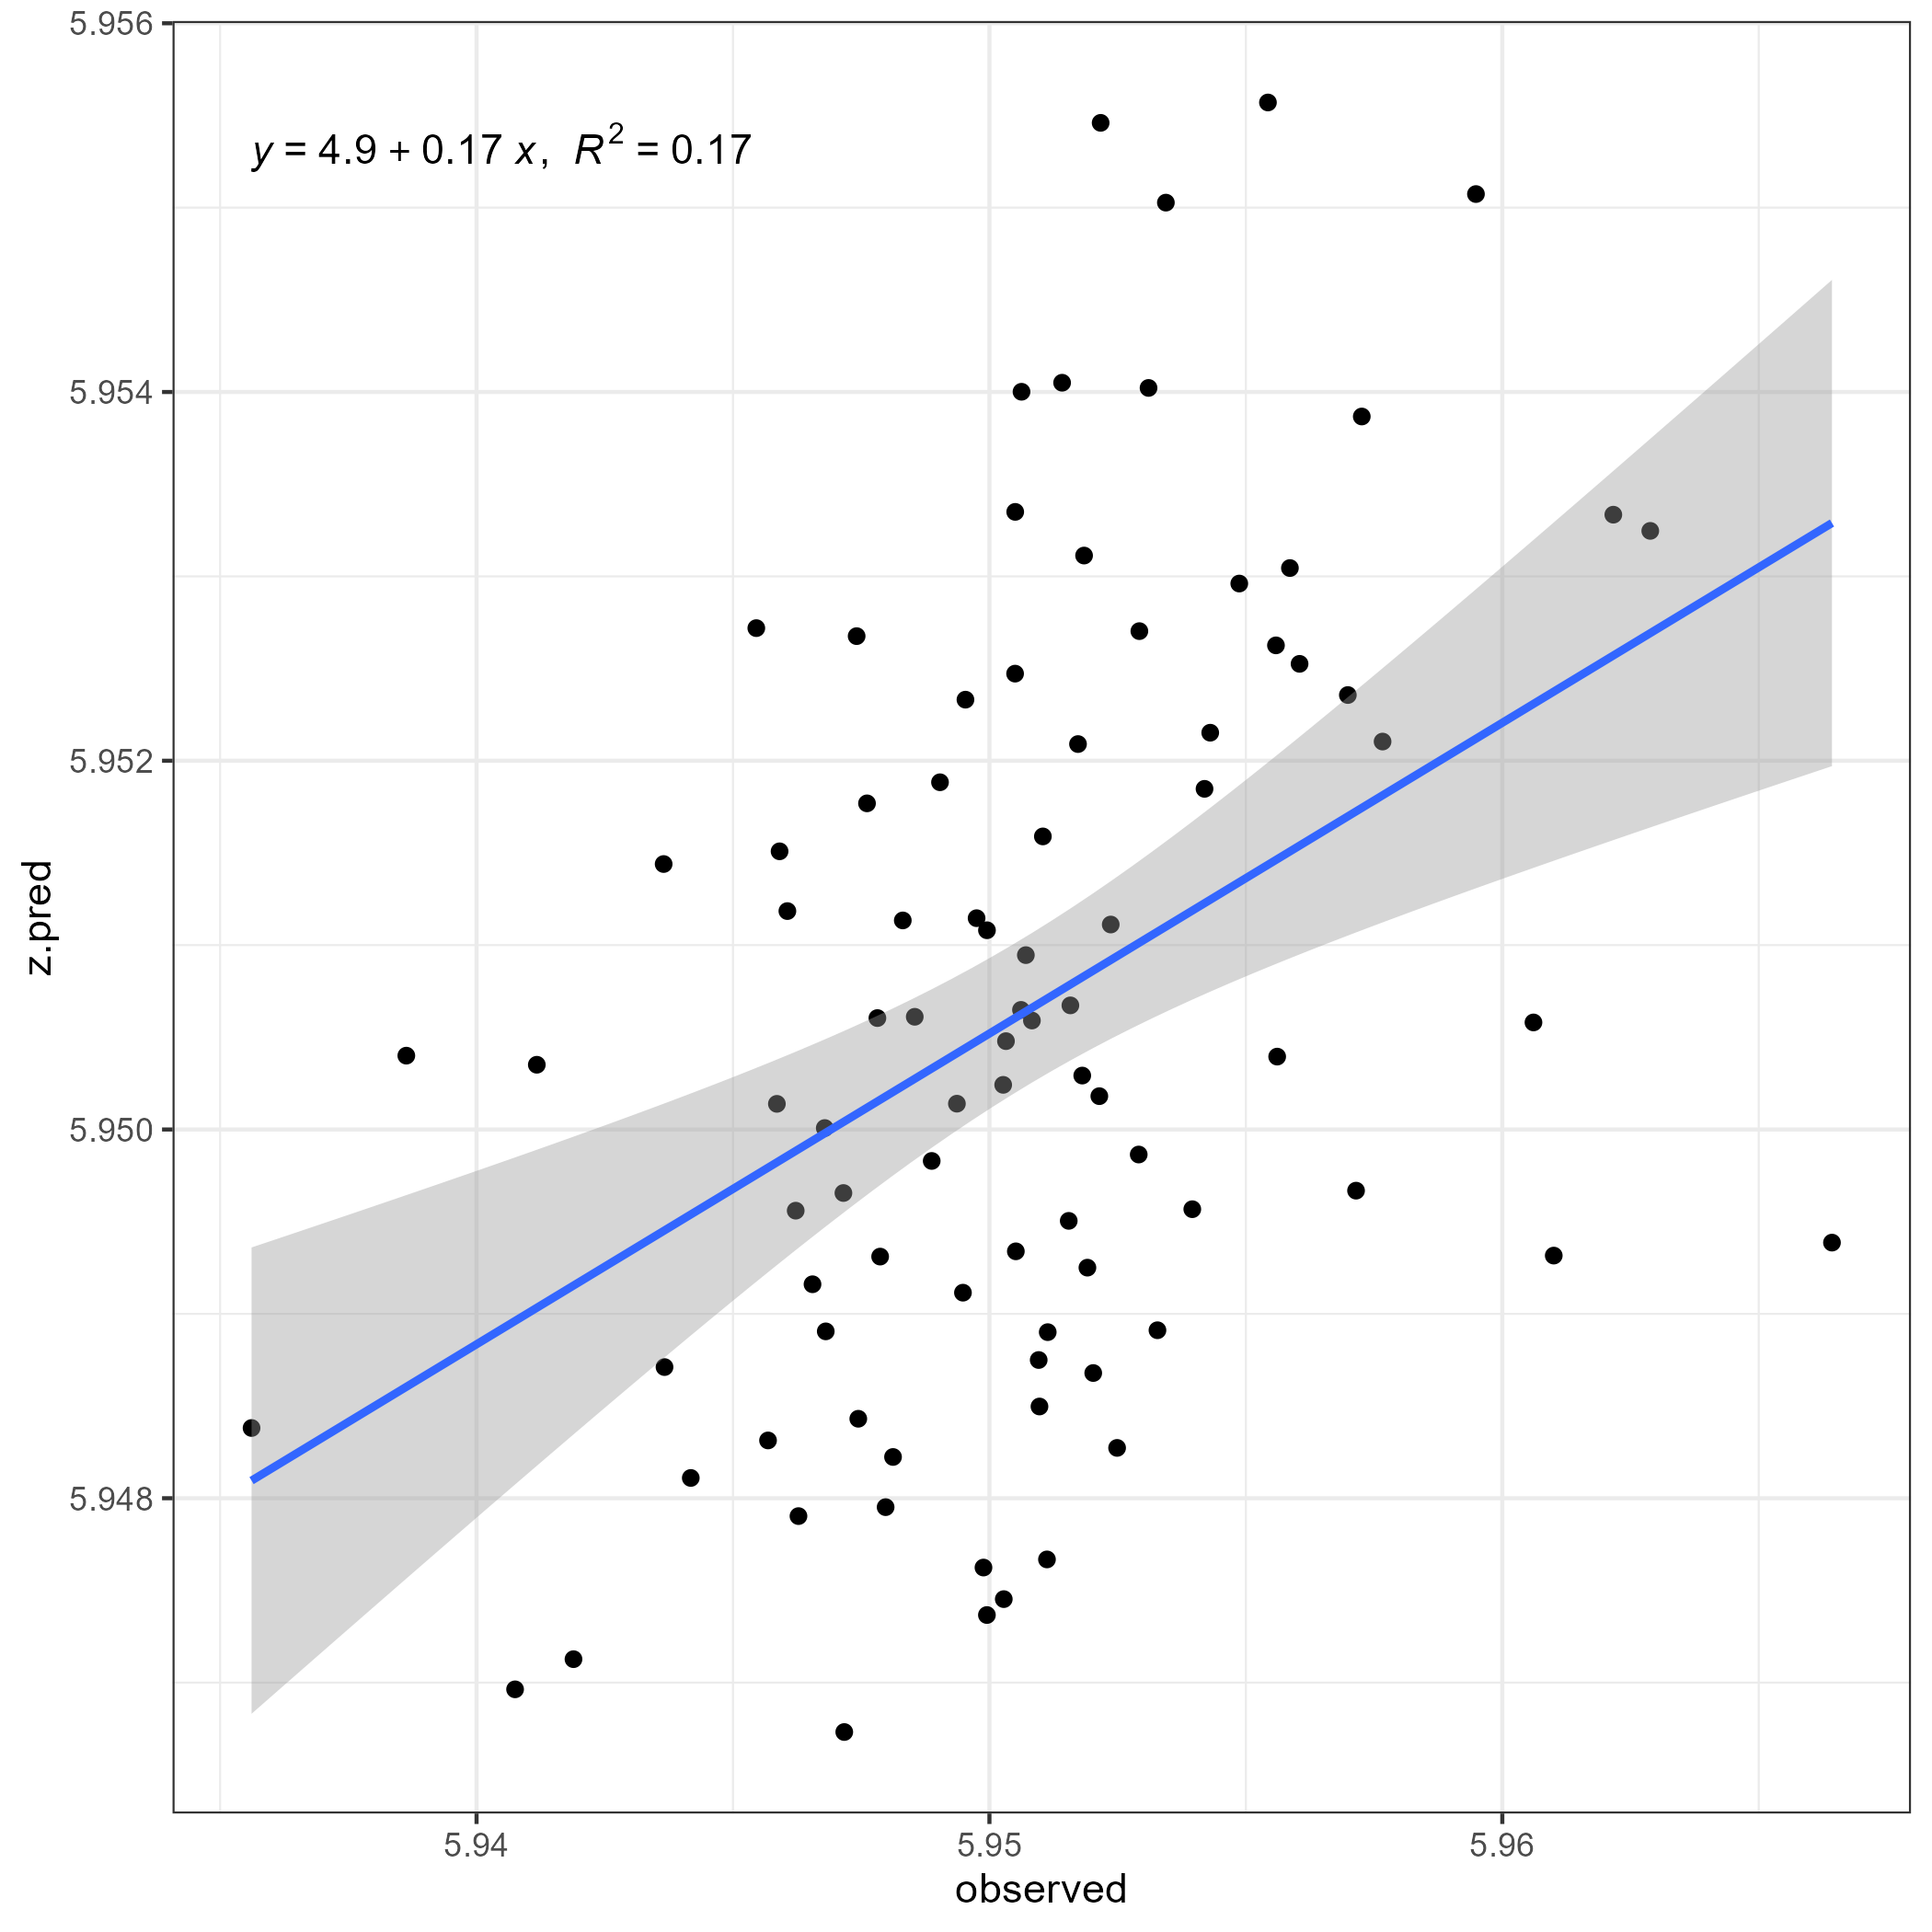 y = 4.9 + 0.17 x, R² = 0.17
5.956
5.954
5.952
5.950
5.948
z.pred
5.94 5.95 5.96
observed